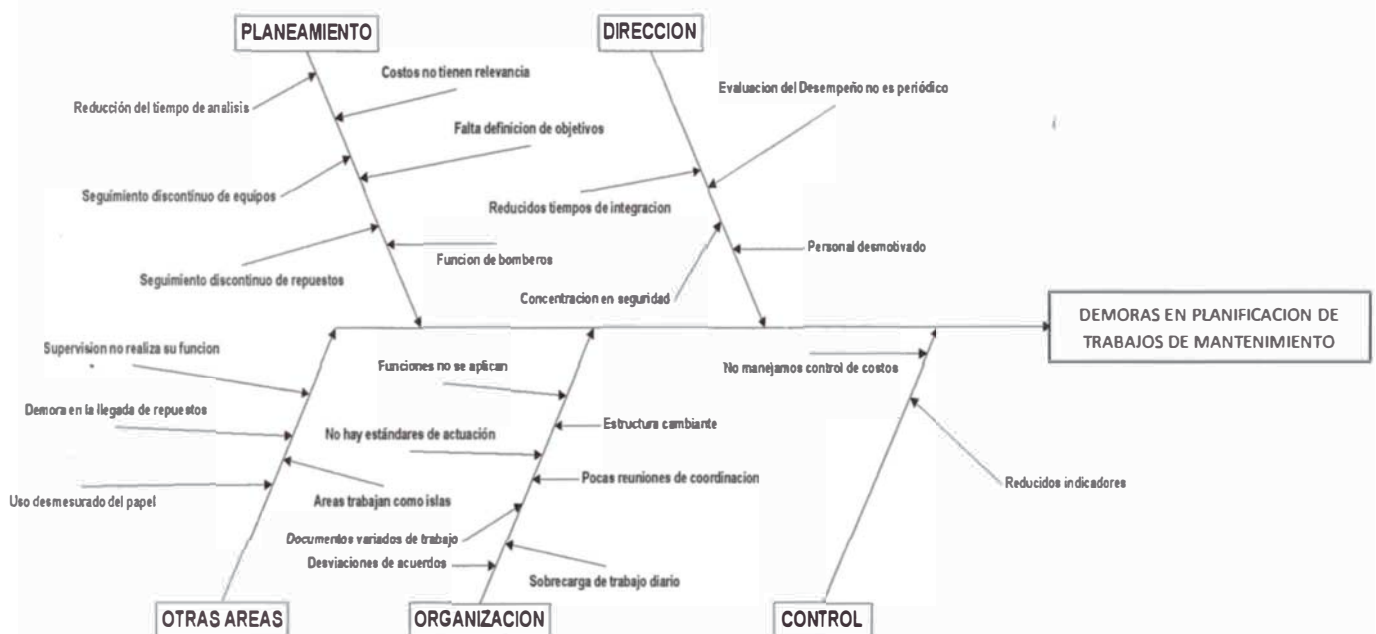 PLANEAMIENTO
DIRECCION
Costos no tienen relevancia
Evaluacion del Desempeño no es periódico
Reducción del tiempo de analisis
Falta definicion de objetivos
Seguimiento discontinuo de equipos
Reducidos tiempos de integracion
Personal desmotivado
Funcion de bomberos
Seguimiento discontinuo de repuestos
Concentracion en seguridad
DEMORAS EN PLANIFICACION DE
TRABAJOS DE MANTENIMIENTO
Supervision no realiza su funcion
Funciones no se aplican
No manejamos control de costos
Demora en la llegada de repuestos
Estructura cambiante
No hay estándares de actuación
Pocas reuniones de coordinacion
Reducidos indicadores
Uso desmesurado del papel
Areas trabajan como islas
Documentos variados de trabajo
Desviaciones de acuerdos
Sobrecarga de trabajo diario
OTRAS AREAS
ORGANIZACION
CONTROL